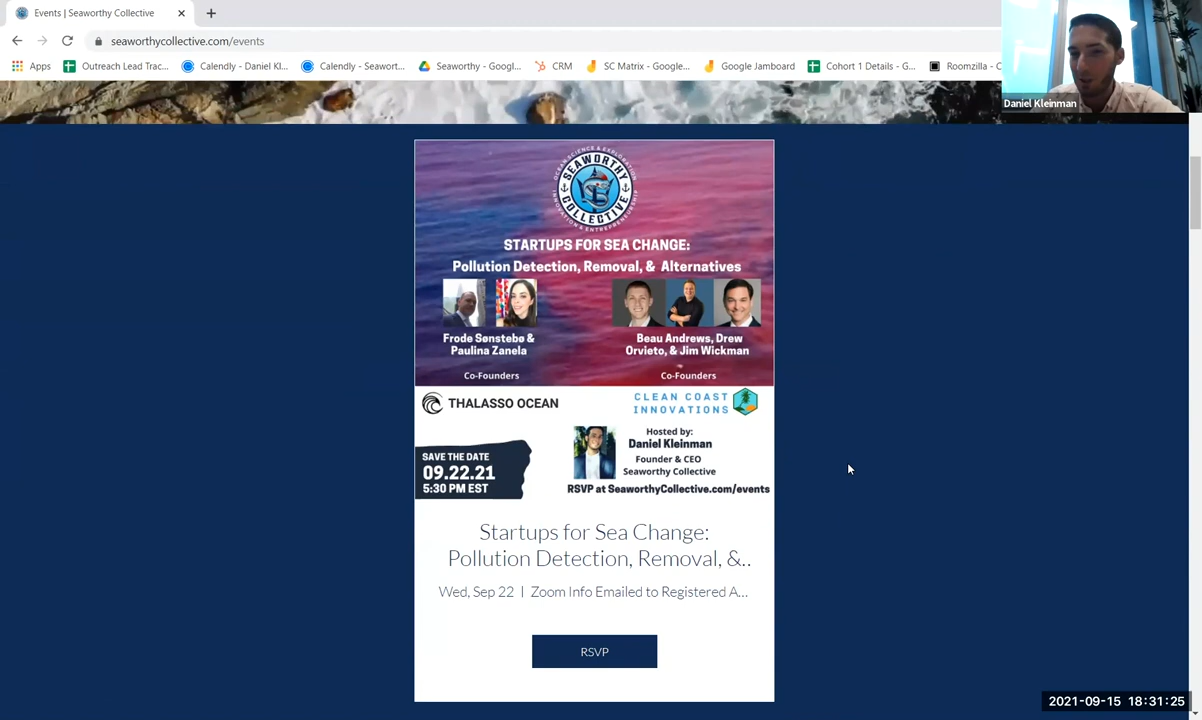 Events | Seaworthy Collective
seaworthycollective.com/events
Apps
Outreach Lead Trac...
Calendly - Daniel Kl...
Calendly - Seawort...
Seaworthy - Googl...
CRM
SC Matrix - Google...
Google Jamboard
Cohort 1 Details - G...
Roomzilla - C
Daniel Kleinman
OCEAN SCIENCE & EXPLORATION
SEAWORTHY
COLLECTIVE
INNOVATION & ENTREPRENEURSHIP
STARTUPS FOR SEA CHANGE:
Pollution Detection, Removal, & Alternatives
Frode Sønstebø &
Paulina Zanela
Co-Founders
Beau Andrews, Drew
Orvieto, & Jim Wickman
Co-Founders
THALASSO OCEAN
CLEAN COAST
INNOVATIONS
SAVE THE DATE
09.22.21
5:30 PM EST
Hosted by:
Daniel Kleinman
Founder & CEO
Seaworthy Collective
RSVP at SeaworthyCollective.com/events
Startups for Sea Change:
Pollution Detection, Removal, &..
Wed, Sep 22 | Zoom Info Emailed to Registered A...
RSVP
2021-09-15 18:31:25